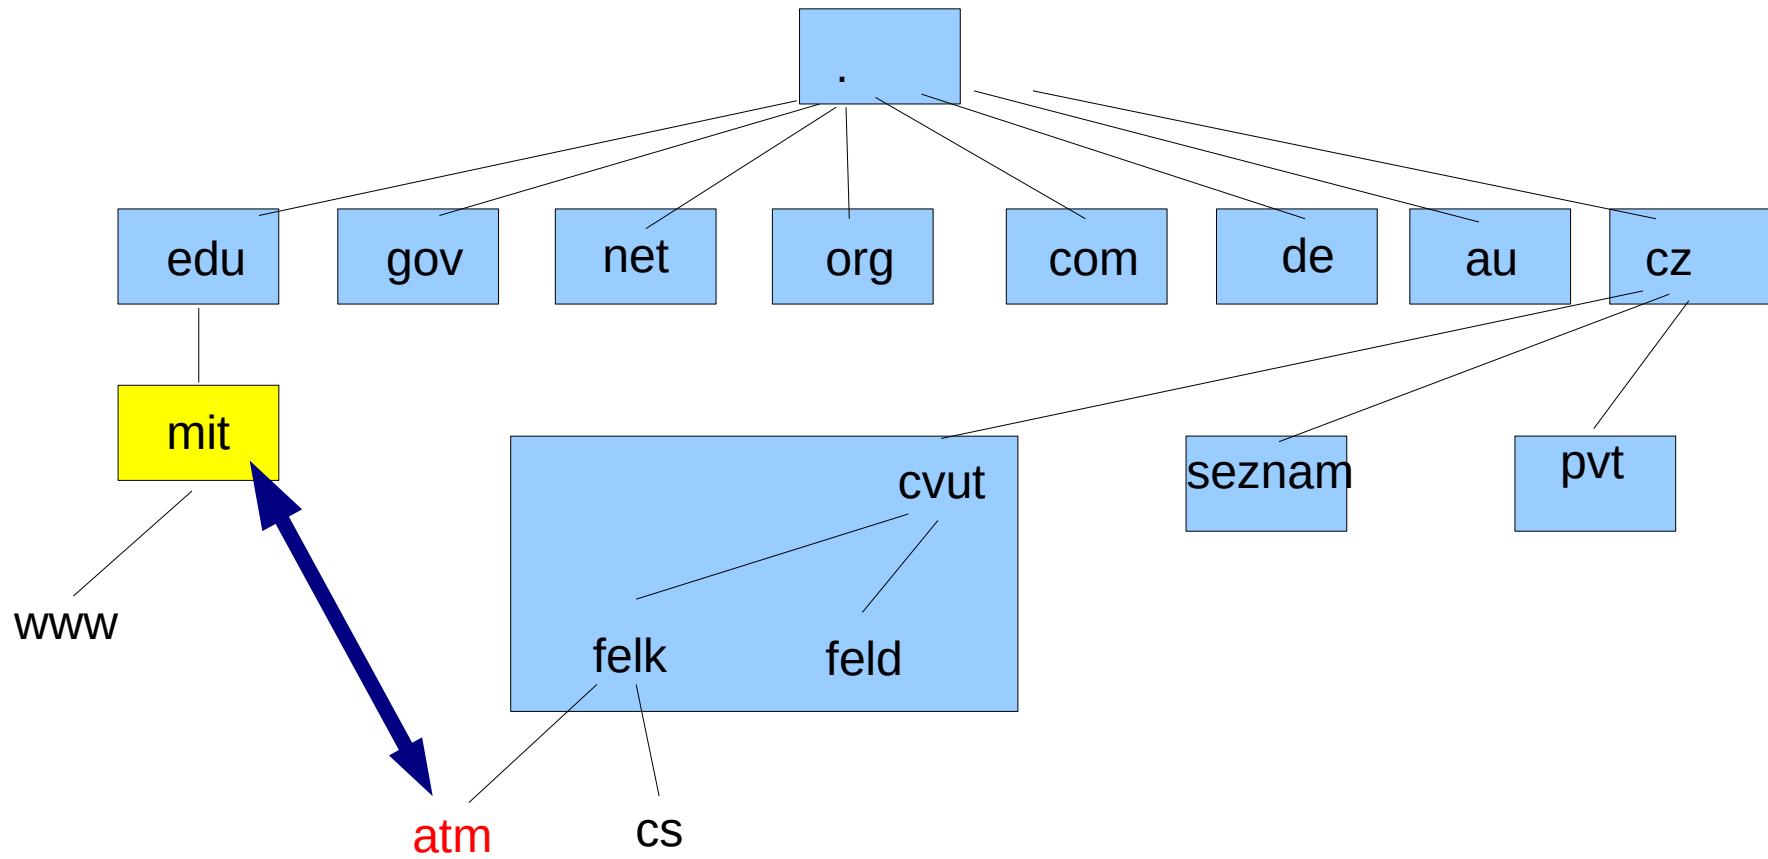 .
edu gov net org com de au cz
mit
cvut seznam pvt
www felk feld
atm cs